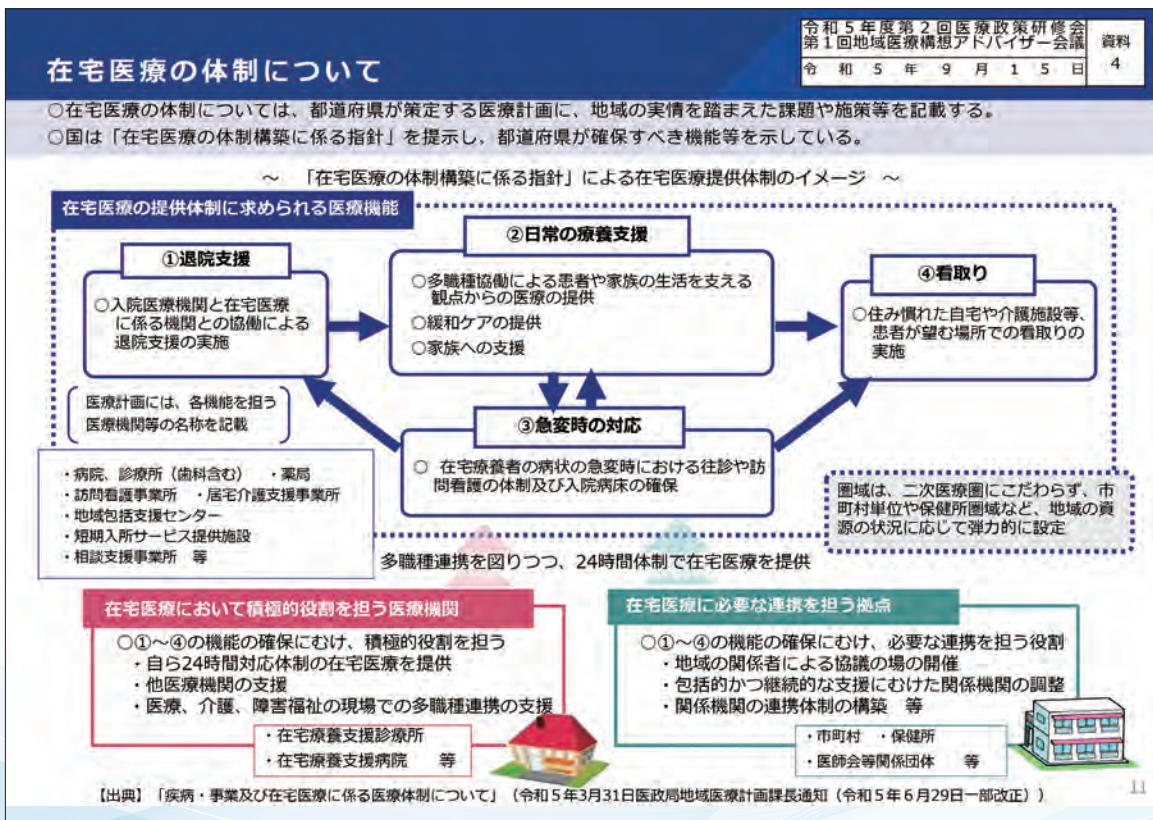 令和5年度第2回医療政策研修会
第1回地域医療構想アドバイザー会議
令和5年9月15日
資料
4
在宅医療の体制について
○在宅医療の体制については、都道府県が策定する医療計画に、地域の実情を踏まえた課題や施策等を記載する。
○国は「在宅医療の体制構築に係る指針」を提示し、都道府県が確保すべき機能等を示している。
～ 「在宅医療の体制構築に係る指針」による在宅医療提供体制のイメージ ～
在宅医療の提供体制に求められる医療機能
①退院支援
○入院医療機関と在宅医療
に係る機関との協働による
退院支援の実施
②日常の療養支援
○多職種協働による患者や家族の生活を支える
観点からの医療の提供
○緩和ケアの提供
○家族への支援
④看取り
○住み慣れた自宅や介護施設等、
患者が望む場所での看取りの
実施
医療計画には、各機能を担う
医療機関等の名称を記載
③急変時の対応
○ 在宅療養者の病状の急変時における往診や訪
問看護の体制及び入院病床の確保
・病院、診療所（歯科含む） ・薬局
・訪問看護事業所 ・居宅介護支援事業所
・地域包括支援センター
・短期入所サービス提供施設
・相談支援事業所 等
圏域は、二次医療圏にこだわらず、市
町村単位や保健所圏域など、地域の資
源の状況に応じて弾力的に設定
多職種連携を図りつつ、24時間体制で在宅医療を提供
在宅医療において積極的役割を担う医療機関
○①～④の機能の確保にむけ、積極的役割を担う
・自ら24時間対応体制の在宅医療を提供
・他医療機関の支援
・医療、介護、障害福祉の現場での多職種連携の支援
・在宅療養支援診療所
・在宅療養支援病院 等
在宅医療に必要な連携を担う拠点
○①～④の機能の確保にむけ、必要な連携を担う役割
・地域の関係者による協議の場の開催
・包括的かつ継続的な支援にむけた関係機関の調整
・関係機関の連携体制の構築 等
・市町村 ・保健所
・医師会等関係団体 等
【出典】「疾病・事業及び在宅医療に係る医療体制について」（令和5年3月31日医政局地域医療計画課長通知（令和5年6月29日一部改正））
11